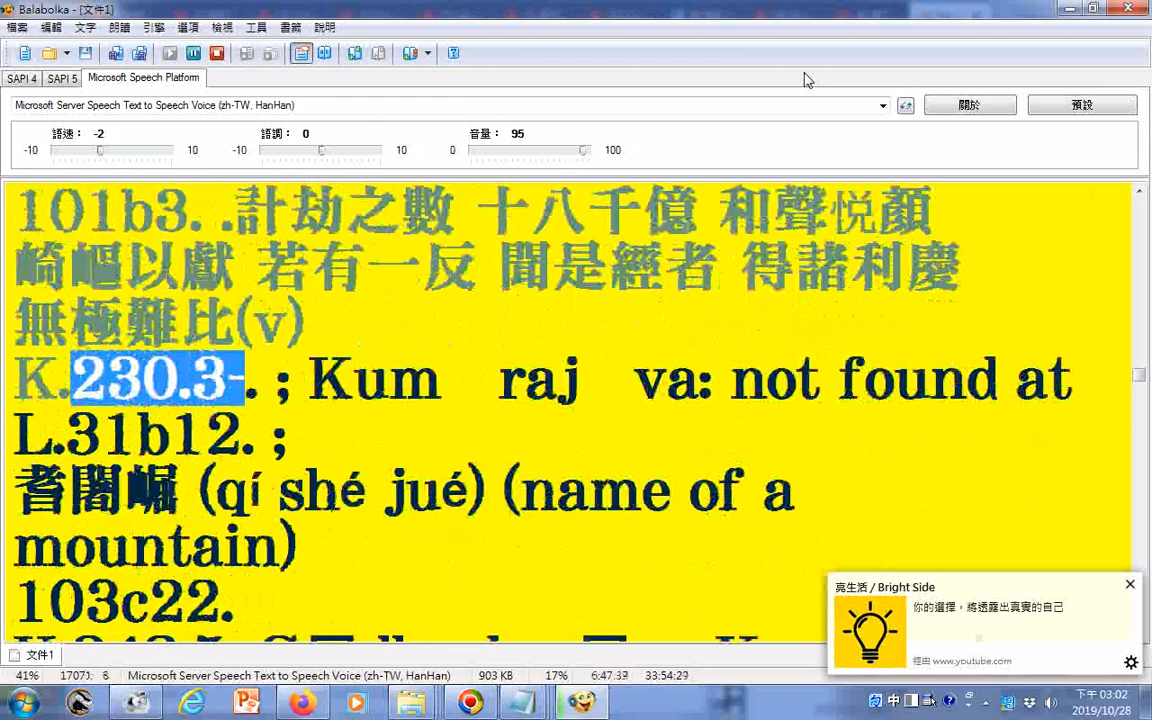 Balabolka - [文件1]
檔案 編輯 文字 朗讀 引擎 選項 檢視 工具 書籤 說明
SAPI 4 SAPI 5 Microsoft Speech Platform
Microsoft Server Speech Text to Speech Voice (zh-TW, HanHan) 關於 預設
語速： -2 語調： 0 音量： 95
-10 10 -10 10 0 100
101b3. .計劫之數 十八千億 和聲悦顏
崎嶇以獻 若有一反 聞是經者 得諸利慶
無極難比(v)
K.230.3-. ; Kum raj va: not found at
L.31b12. ;
耆闍崛 (qí shé jué) (name of a
mountain)
103c22.
亮生活 / Bright Side
你的選擇，將透露出真實的自己
經由 www.youtube.com
文件1
41% Microsoft Server Speech Text to Speech Voice (zh-TW, HanHan) 903 KB 17% 6:47:33 33:54:29
中
下午 03:02
2019/10/28